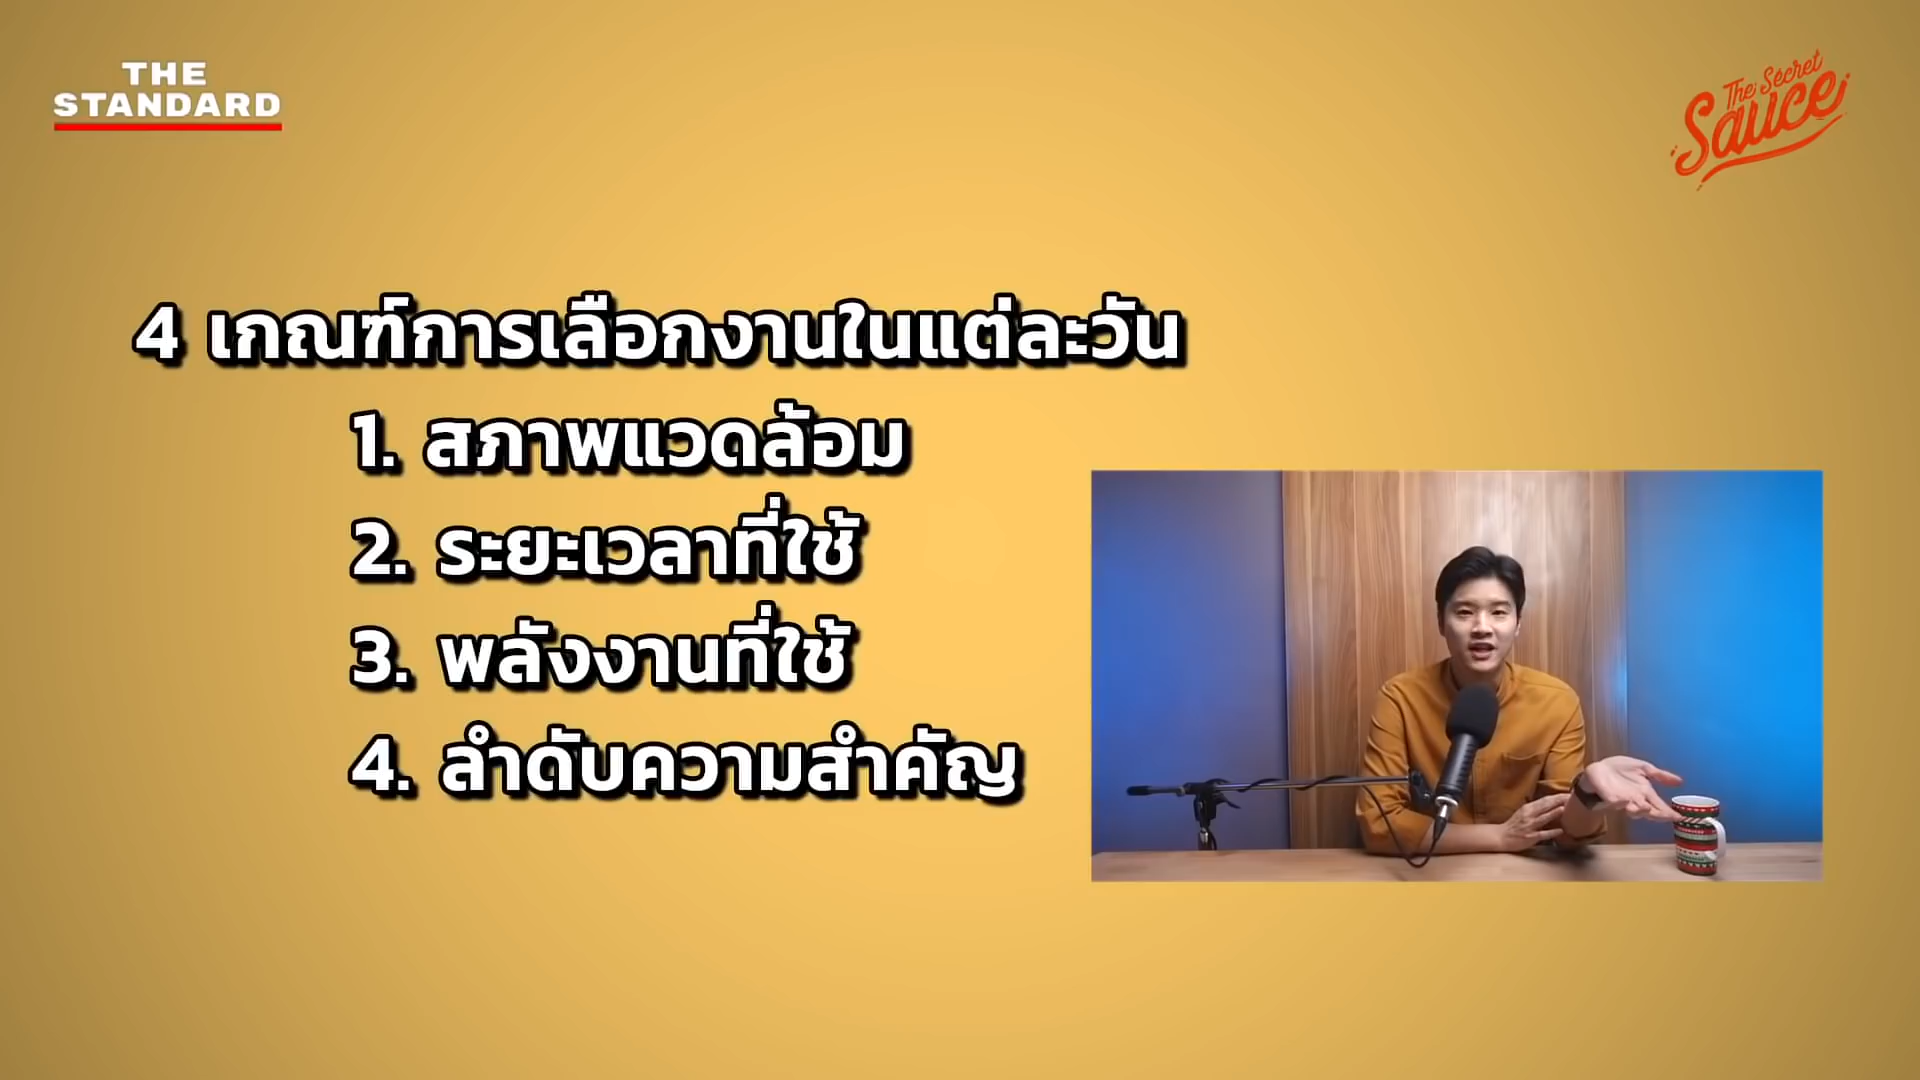 THE
STANDARD
The Secret
Sauce
4 เกณฑ์การเลือกงานในแต่ละวัน
1. สภาพแวดล้อม
2. ระยะเวลาที่ใช้
3. พลังงานที่ใช้
4. ลำดับความสำคัญ